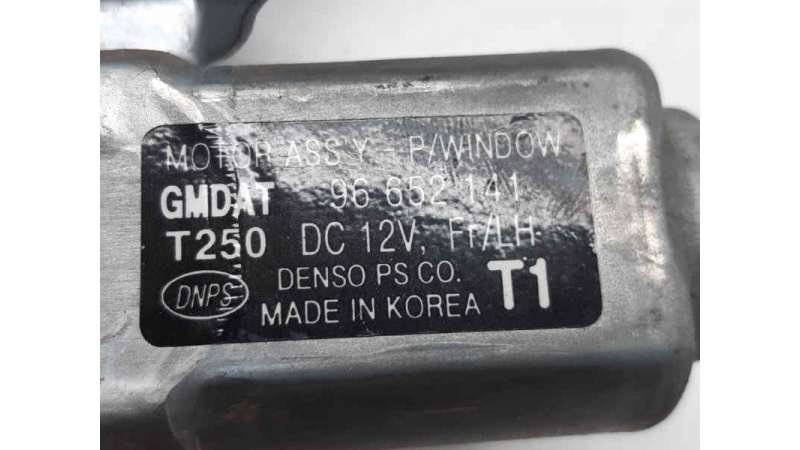 MOTOR ASS'Y - P/WINDOW
GMDAT 96 652 141
T250 DC 12V, Fr/LH
DNPS DENSO PS CO. T1
MADE IN KOREA